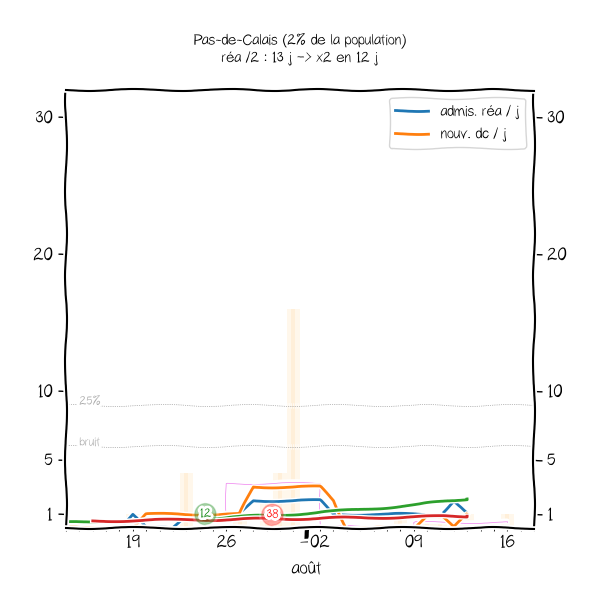 Pas-de-Calais (2% de la population)
réa /2 : 13 j -> x2 en 12 j
admis. réa / j
nouv. dc / j
30 30
20 20
10 10
25%
bruit
5 5
12 38
1 1
19 26 02 09 16
août